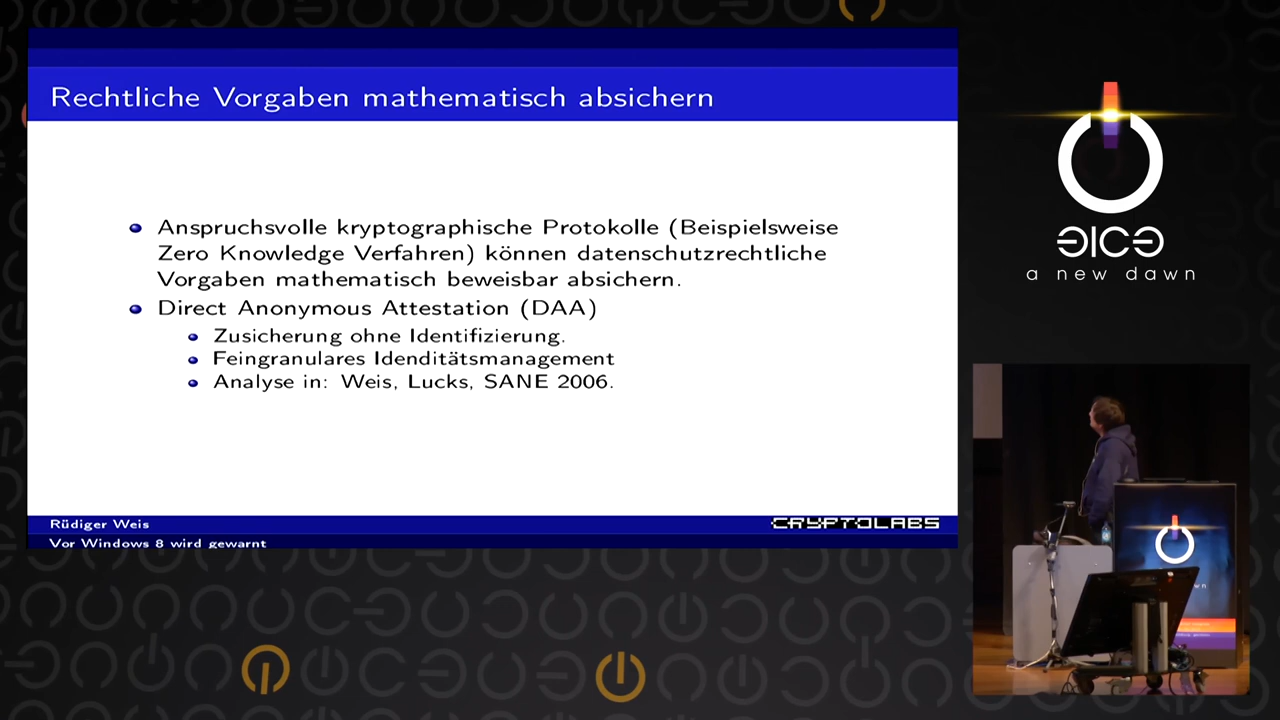 Rechtliche Vorgaben mathematisch absichern
Anspruchsvolle kryptographische Protokolle (Beispielsweise
Zero Knowledge Verfahren) können datenschutzrechtliche
Vorgaben mathematisch beweisbar absichern.
Direct Anonymous Attestation (DAA)
Zusicherung ohne Identifizierung.
Feingranulares Idenditätsmanagement
Analyse in: Weis, Lucks, SANE 2006.
Rüdiger Weis
CRYPTOLABS
Vor Windows 8 wird gewarnt
a new dawn